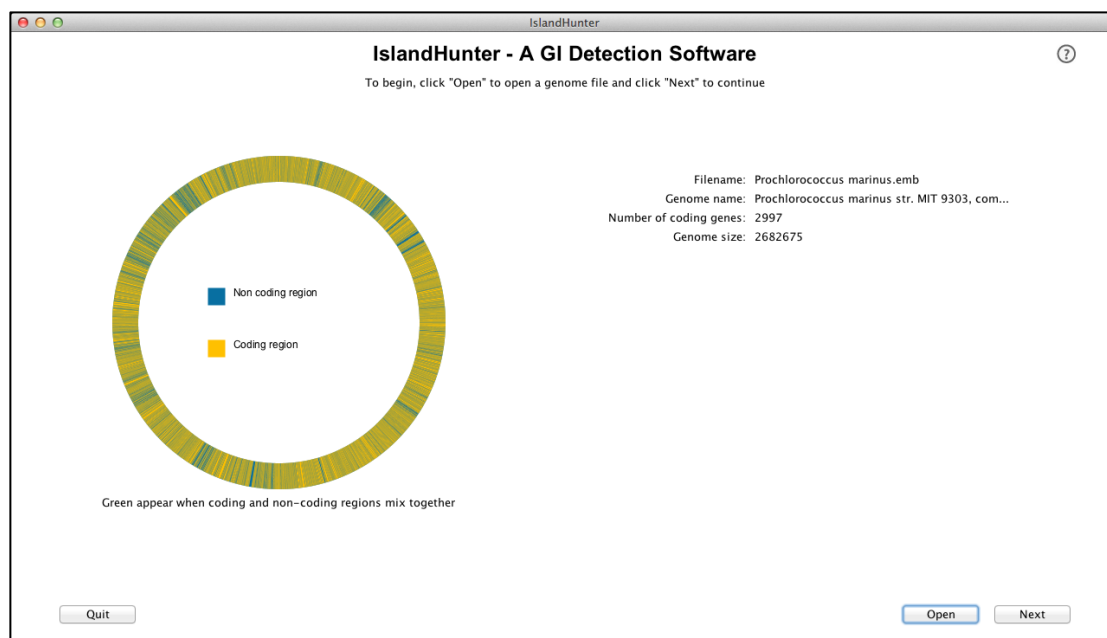 IslandHunter
IslandHunter - A GI Detection Software
?
To begin, click "Open" to open a genome file and click "Next" to continue
Filename: Prochlorococcus marinus.emb
Genome name: Prochlorococcus marinus str. MIT 9303, com...
Number of coding genes: 2997
Genome size: 2682675
Non coding region
Coding region
Green appear when coding and non-coding regions mix together
Quit
Open
Next